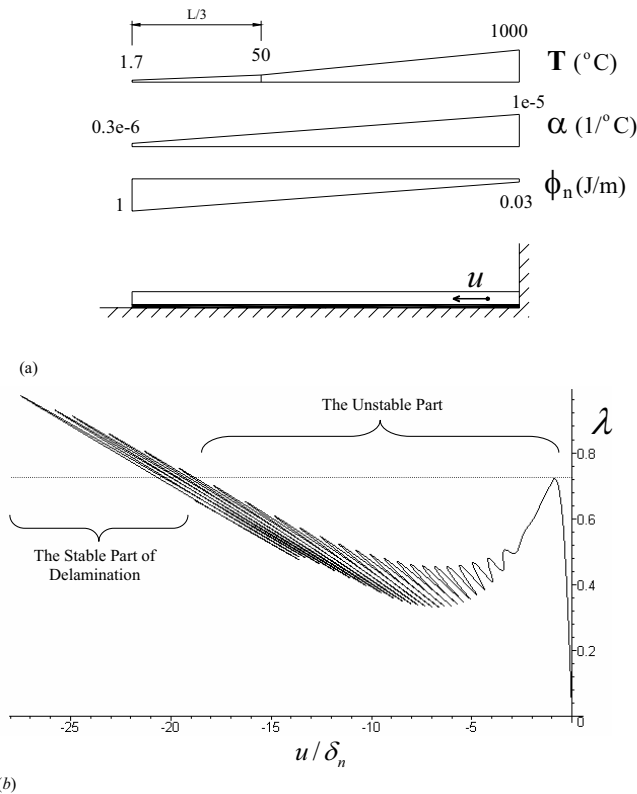 L/3
1000
1.7
50
T (°C)
0.3e-6
1e-5
α (1/°C)
ϕn (J/m)
1
0.03
u
(a)
The Unstable Part
λ
0.8
0.6
The Stable Part of
Delamination
0.4
0.2
0
-25 -20 -15 -10 -5
u / δn
(b)